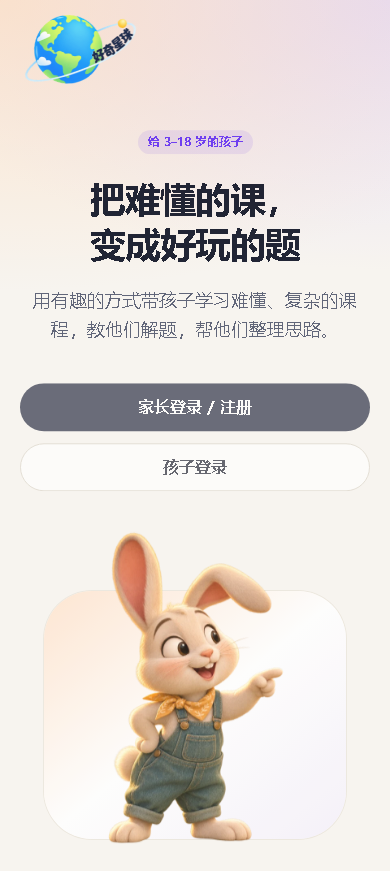 好奇星球
给 3–18 岁的孩子
把难懂的课，
变成好玩的题
用有趣的方式带孩子学习难懂、复杂的课
程，教他们解题，帮他们整理思路。
家长登录 / 注册
孩子登录